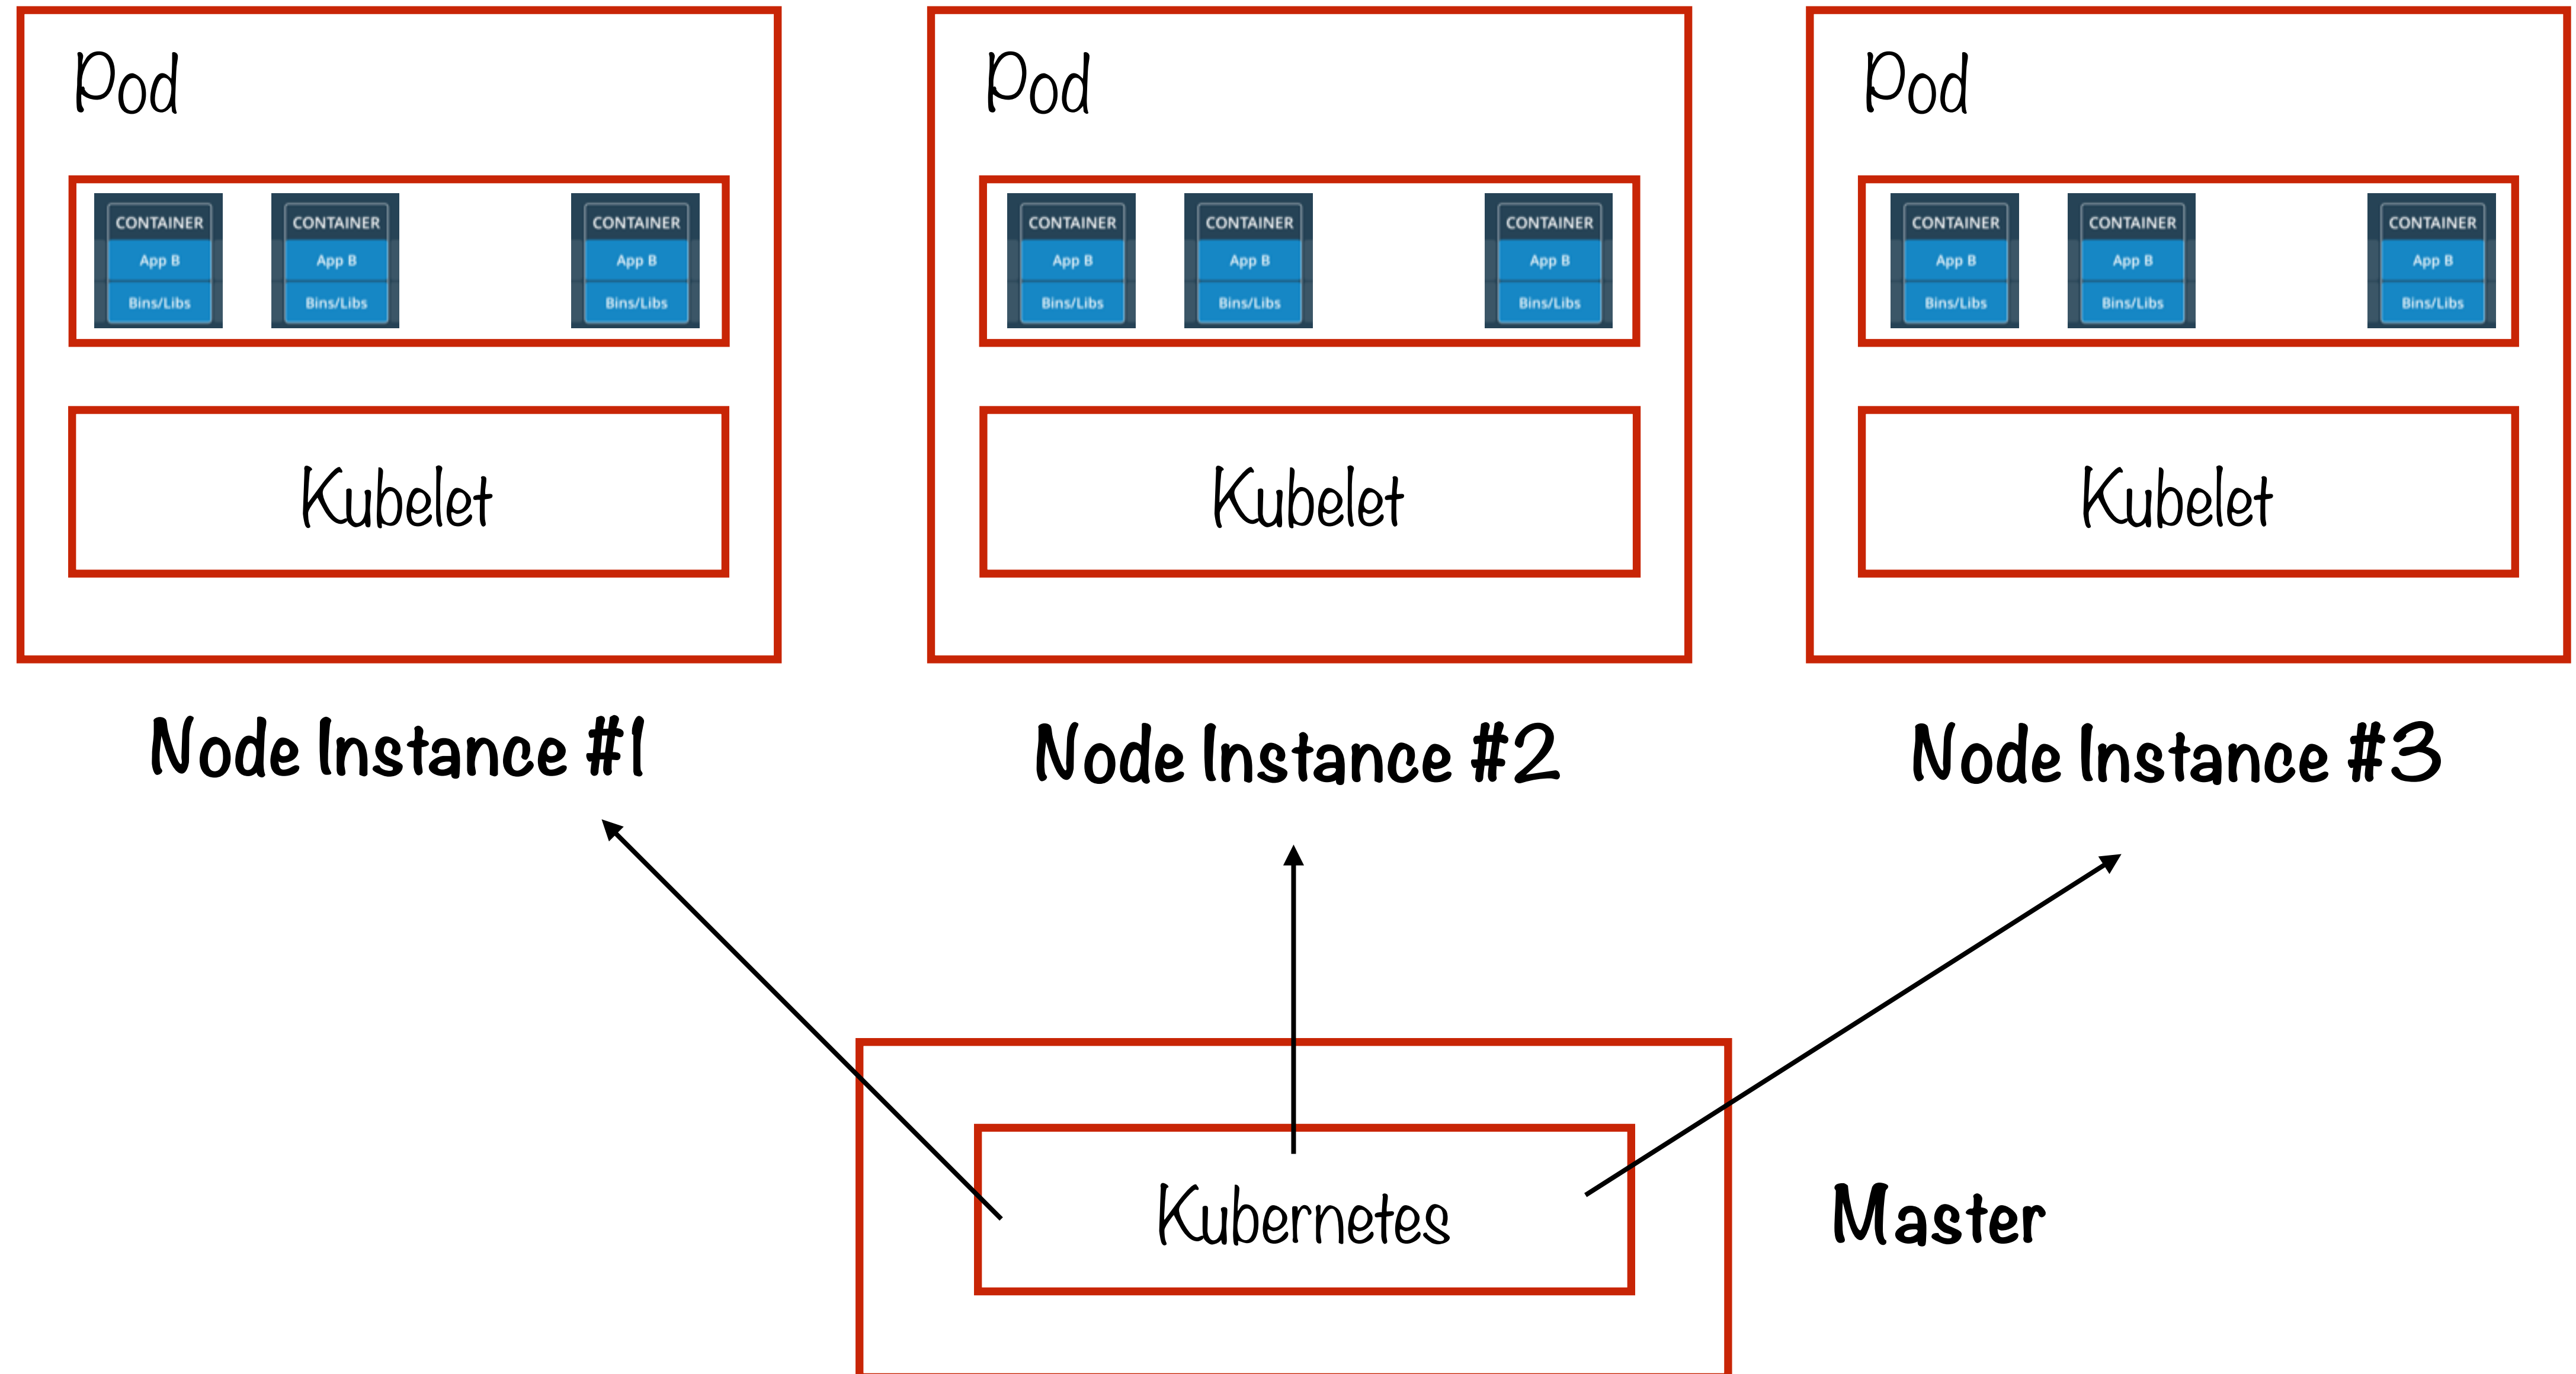 Pod
Pod
Pod
CONTAINER CONTAINER CONTAINER
App B App B App B
Bins/Libs Bins/Libs Bins/Libs
CONTAINER CONTAINER CONTAINER
App B App B App B
Bins/Libs Bins/Libs Bins/Libs
CONTAINER CONTAINER CONTAINER
App B App B App B
Bins/Libs Bins/Libs Bins/Libs
Kubelet
Kubelet
Kubelet
Node Instance #1
Node Instance #2
Node Instance #3
Kubernetes
Master